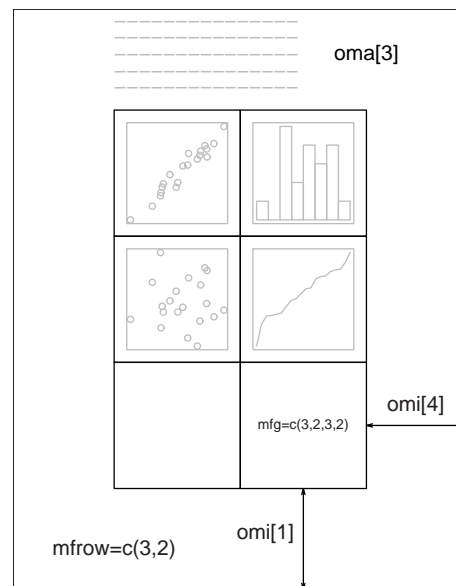 oma[3]
omi[4]
mfg=c(3,2,3,2)
omi[1]
mfrow=c(3,2)